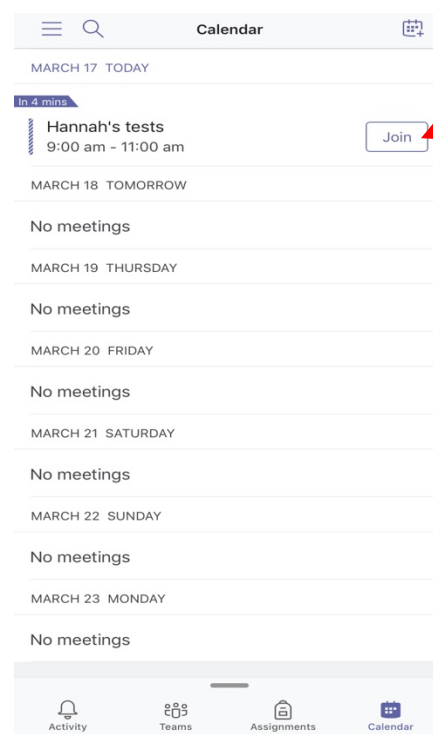 Calendar
MARCH 17 TODAY
In 4 mins
Hannah's tests
9:00 am - 11:00 am
Join
MARCH 18 TOMORROW
No meetings
MARCH 19 THURSDAY
No meetings
MARCH 20 FRIDAY
No meetings
MARCH 21 SATURDAY
No meetings
MARCH 22 SUNDAY
No meetings
MARCH 23 MONDAY
No meetings
Activity Teams Assignments Calendar